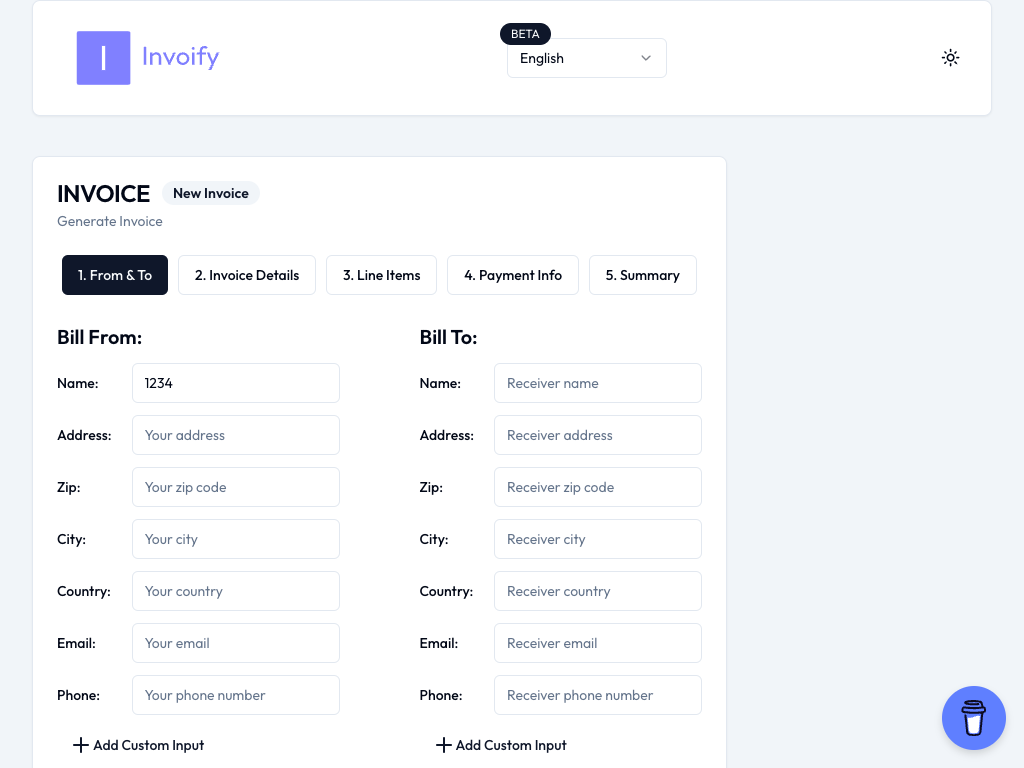 I Invoify
BETA
English
INVOICE New Invoice
Generate Invoice
1. From & To 2. Invoice Details 3. Line Items 4. Payment Info 5. Summary
Bill From:
Name: 1234
Address: Your address
Zip: Your zip code
City: Your city
Country: Your country
Email: Your email
Phone: Your phone number
Add Custom Input
Bill To:
Name: Receiver name
Address: Receiver address
Zip: Receiver zip code
City: Receiver city
Country: Receiver country
Email: Receiver email
Phone: Receiver phone number
Add Custom Input